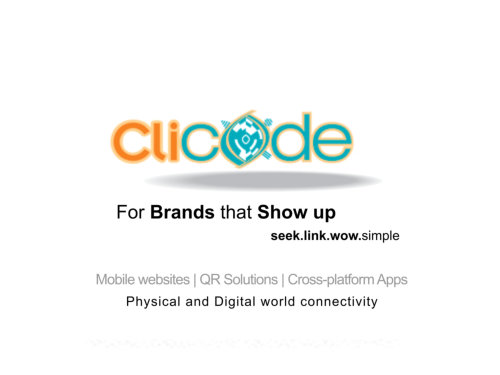 clicode
For Brands that Show up
seek.link.wow.simple
Mobile websites | QR Solutions | Cross-platform Apps
Physical and Digital world connectivity